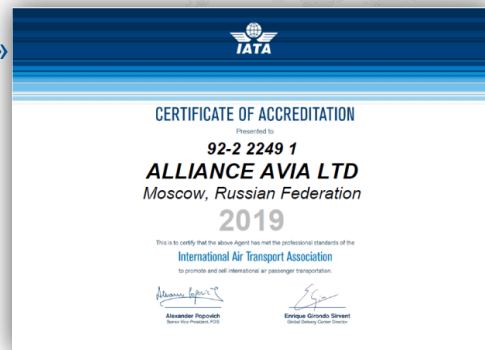 »
IATA
CERTIFICATE OF ACCREDITATION
Presented to
92-2 2249 1
ALLIANCE AVIA LTD
Moscow, Russian Federation
2019
This is to certify that the above Agent has met the professional standards of the
International Air Transport Association
to promote and sell international air passenger transportation.
Alexander Popovich Enrique Girondo Sirvent
Senior Vice President, FDS Global Delivery Center Director